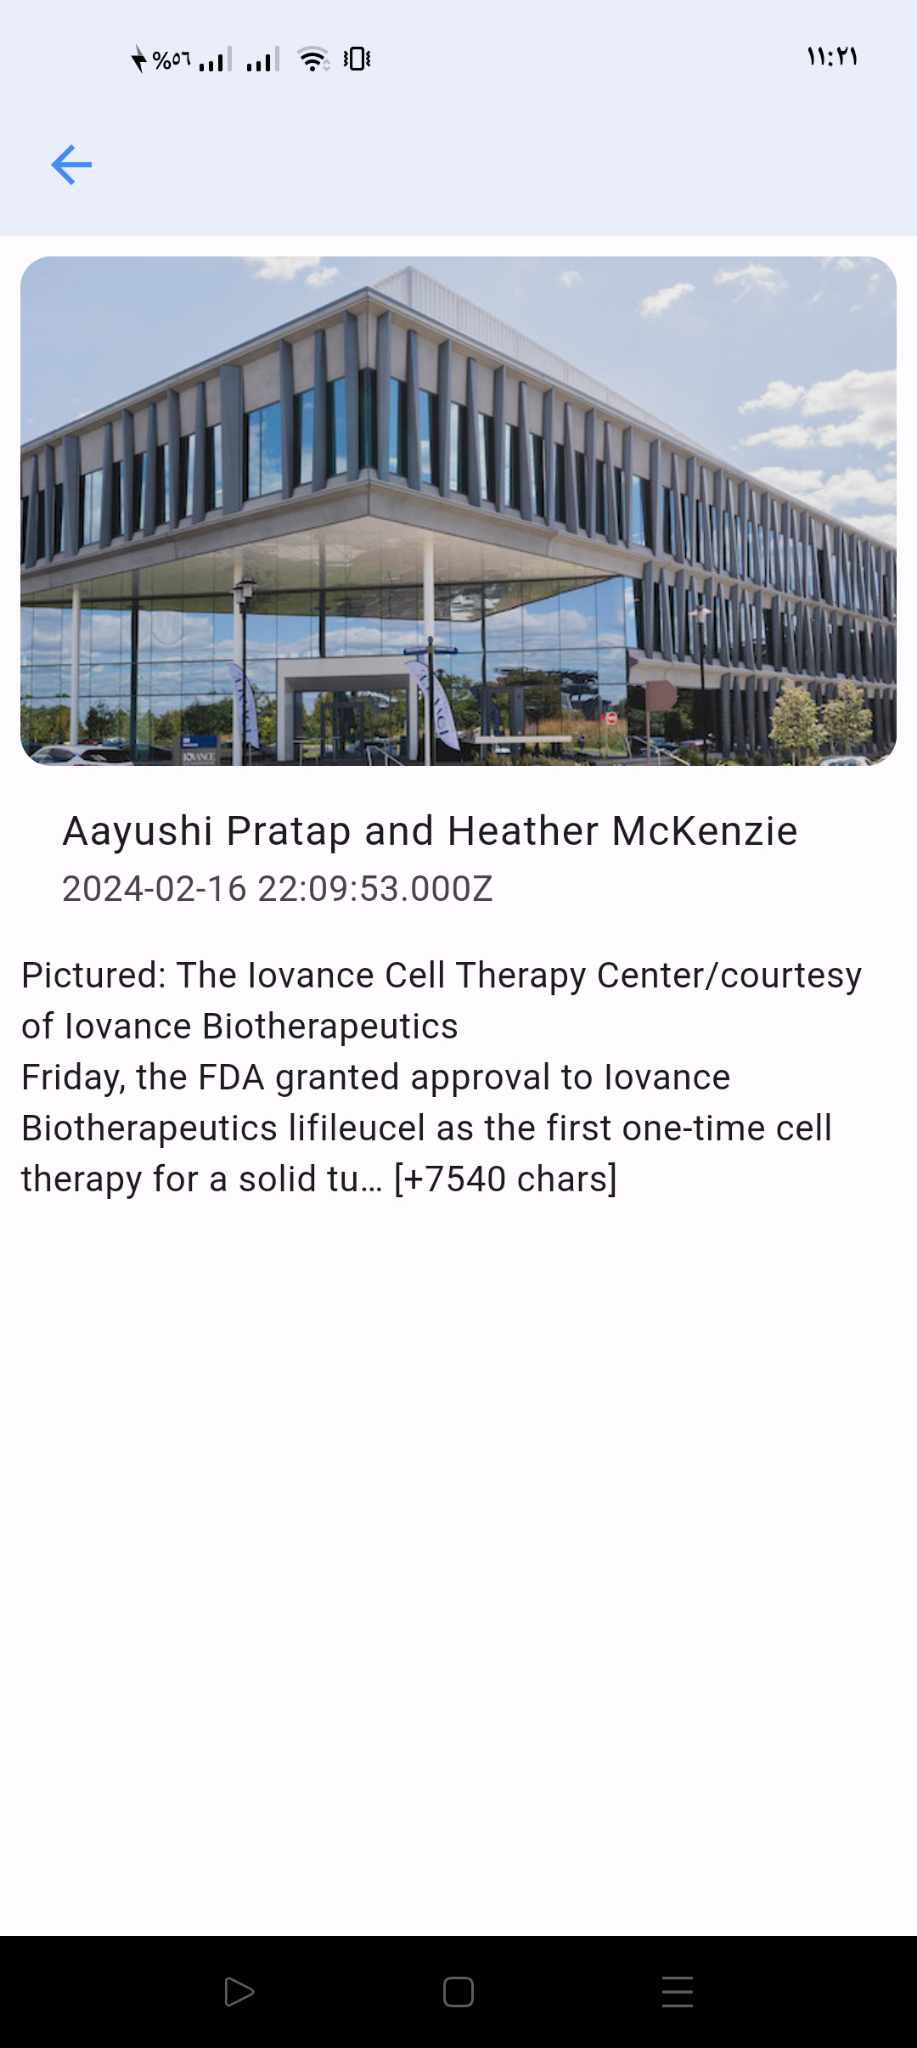 %٥٦
١١:٢١
IOVANCE
Aayushi Pratap and Heather McKenzie
2024-02-16 22:09:53.000Z
Pictured: The Iovance Cell Therapy Center/courtesy
of Iovance Biotherapeutics
Friday, the FDA granted approval to Iovance
Biotherapeutics lifileucel as the first one-time cell
therapy for a solid tu… [+7540 chars]